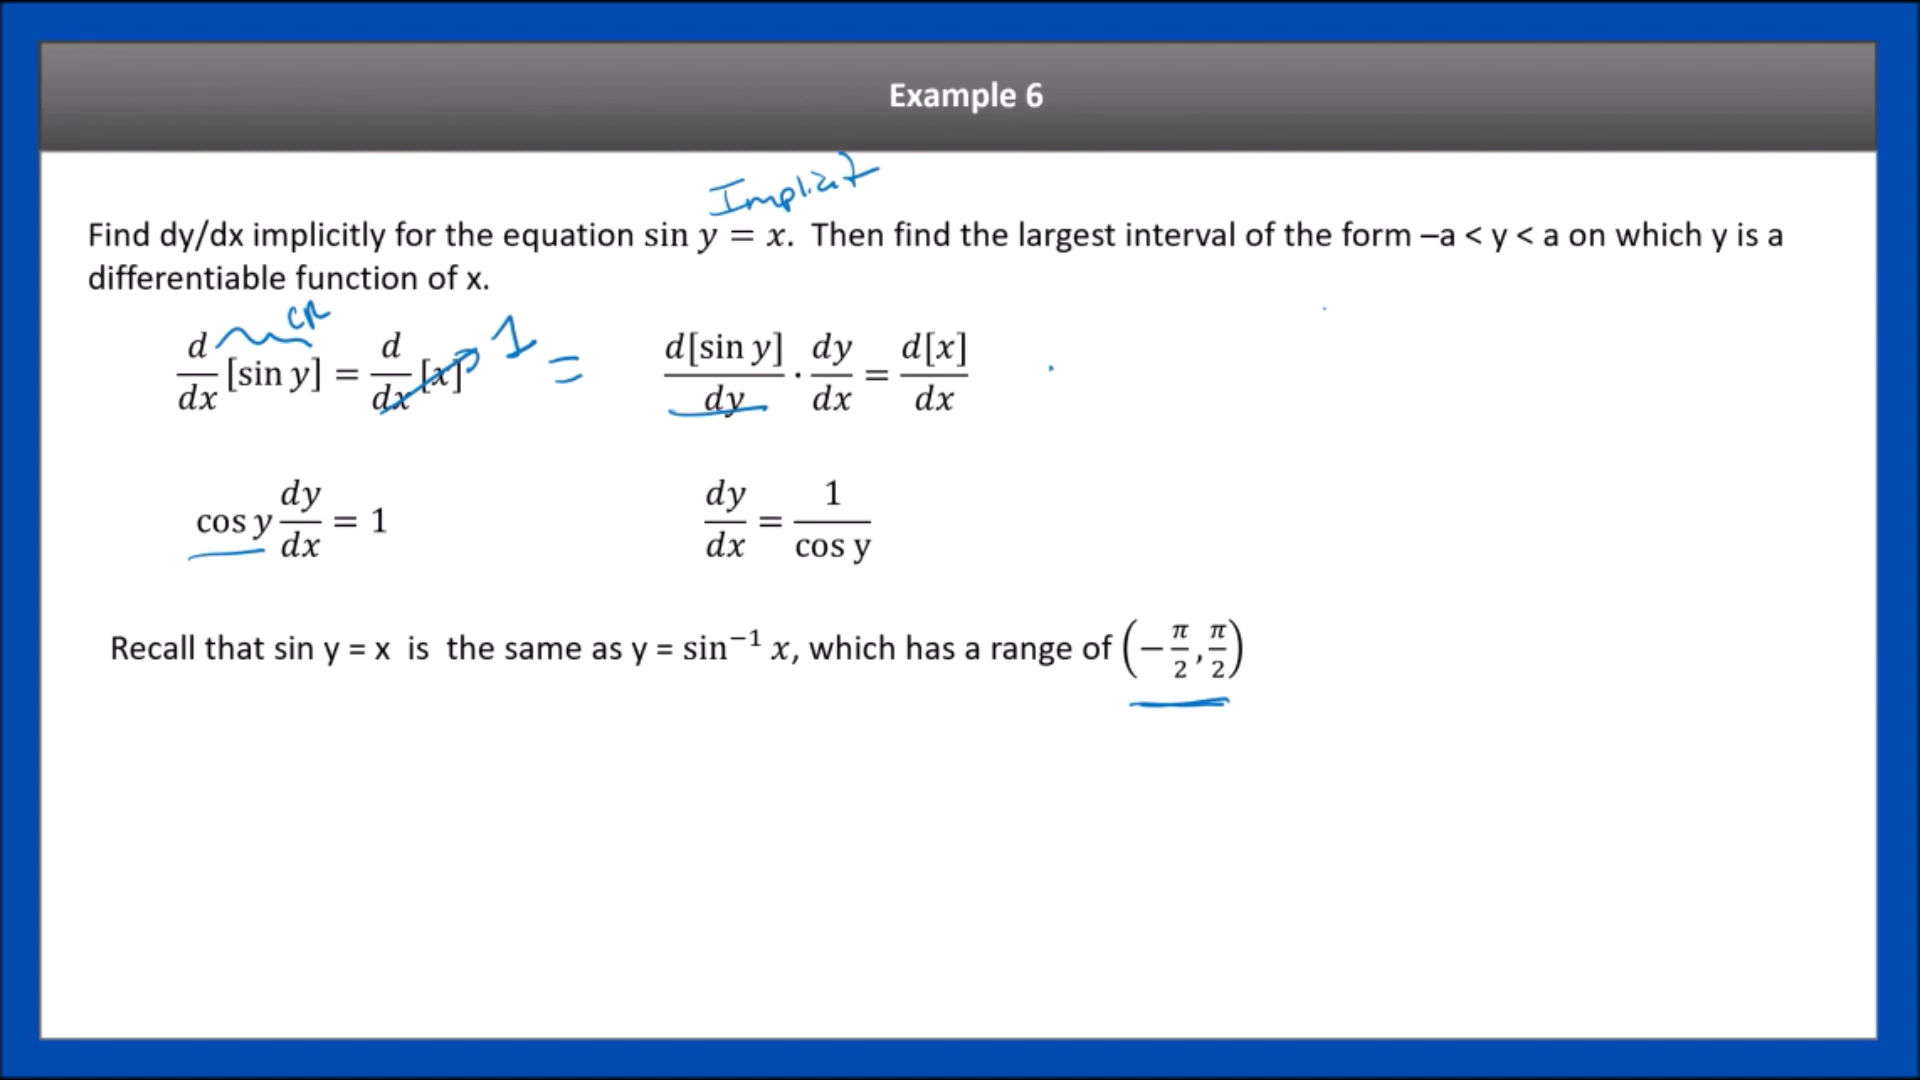 Example 6
Implicit
Find dy/dx implicitly for the equation sin y = x. Then find the largest interval of the form –a < y < a on which y is a
differentiable function of x.
CR
d/dx [sin y] = d/dx [x] 1 = d[sin y]/dy · dy/dx = d[x]/dx
cos y dy/dx = 1
dy/dx = 1/cos y
Recall that sin y = x is the same as y = sin⁻¹ x, which has a range of (−π/2, π/2)